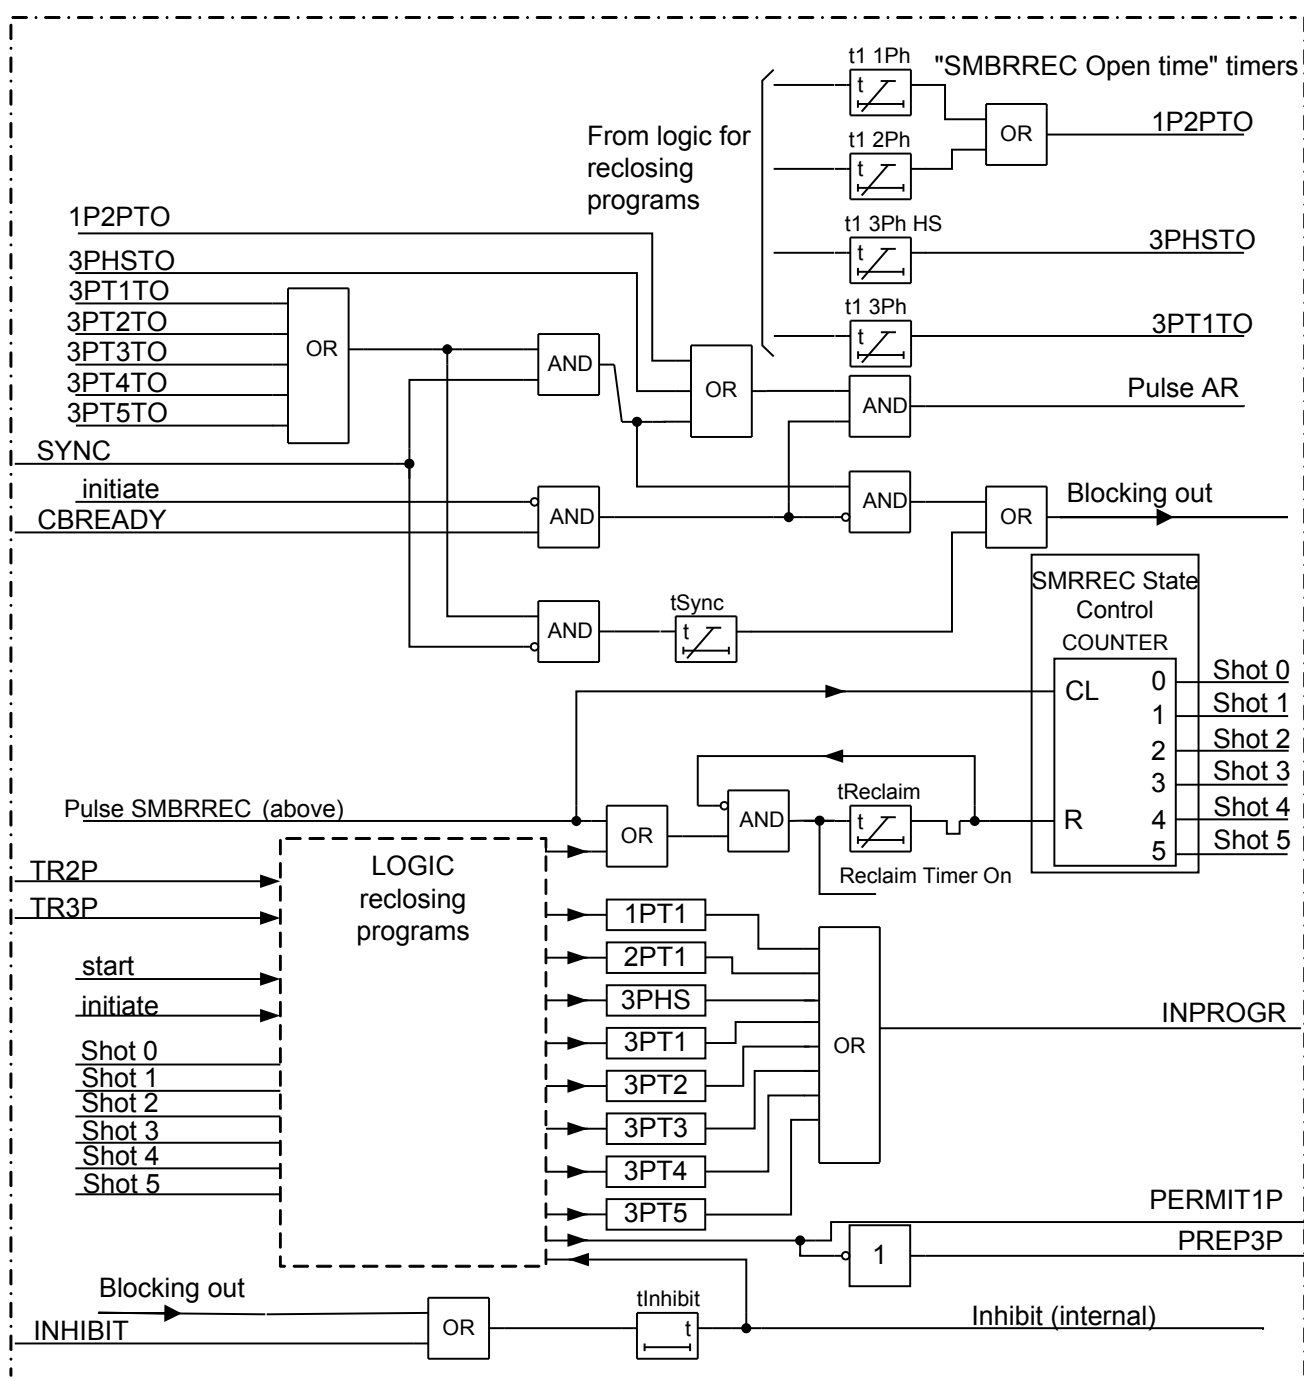 t1 1Ph
"SMBRREC Open time" timers
t
OR
1P2PTO
From logic for
reclosing
programs
t1 2Ph
t
t1 3Ph HS
t
3PHSTO
t1 3Ph
t
3PT1TO
1P2PTO
3PHSTO
3PT1TO
3PT2TO
3PT3TO
3PT4TO
3PT5TO
OR
AND
OR
AND
Pulse AR
SYNC
initiate
CBREADY
AND
AND
OR
Blocking out
AND
tSync
t
SMRREC State
Control
COUNTER
CL
R
0
1
2
3
4
5
Shot 0
Shot 1
Shot 2
Shot 3
Shot 4
Shot 5
Pulse SMBRREC (above)
OR
AND
tReclaim
t
Reclaim Timer On
TR2P
TR3P
start
initiate
Shot 0
Shot 1
Shot 2
Shot 3
Shot 4
Shot 5
LOGIC
reclosing
programs
1PT1
2PT1
3PHS
3PT1
3PT2
3PT3
3PT4
3PT5
OR
INPROGR
PERMIT1P
1
PREP3P
Blocking out
INHIBIT
OR
tInhibit
t
Inhibit (internal)